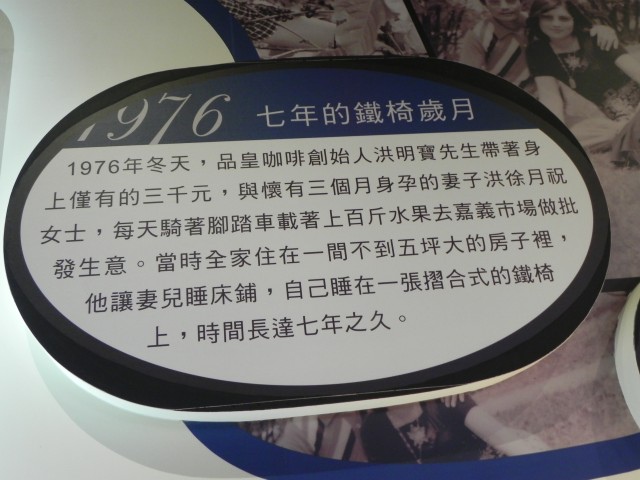 1976 七年的鐵椅歲月
1976年冬天，品皇咖啡創始人洪明寶先生帶著身
上僅有的三千元，與懷有三個月身孕的妻子洪徐月祝
女士，每天騎著腳踏車載著上百斤水果去嘉義市場做批
發生意。當時全家住在一間不到五坪大的房子裡，
他讓妻兒睡床鋪，自己睡在一張摺合式的鐵椅
上，時間長達七年之久。